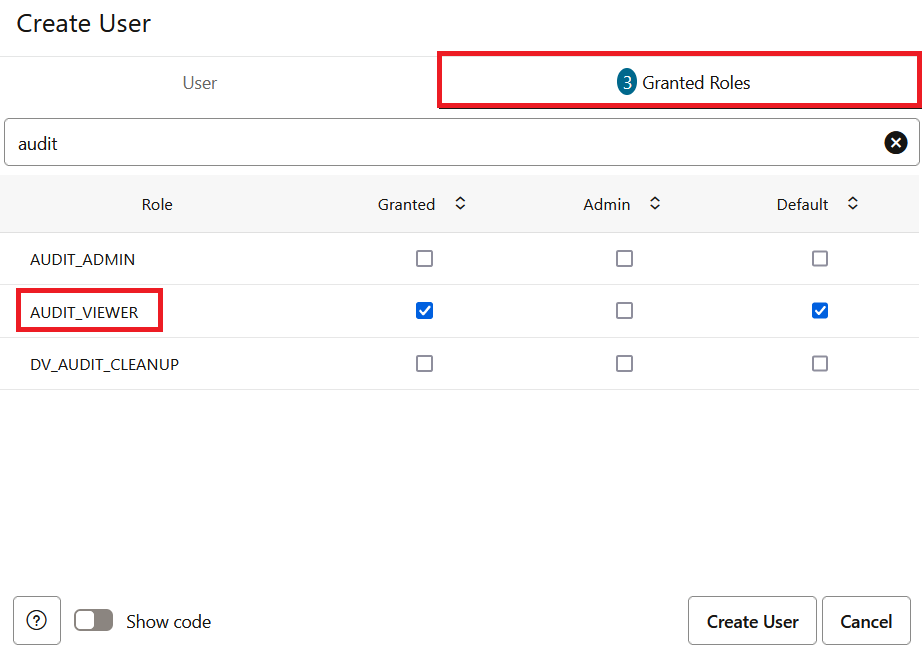 Create User
User
3 Granted Roles
audit
Role Granted Admin Default
AUDIT_ADMIN
AUDIT_VIEWER
DV_AUDIT_CLEANUP
? Show code Create User Cancel